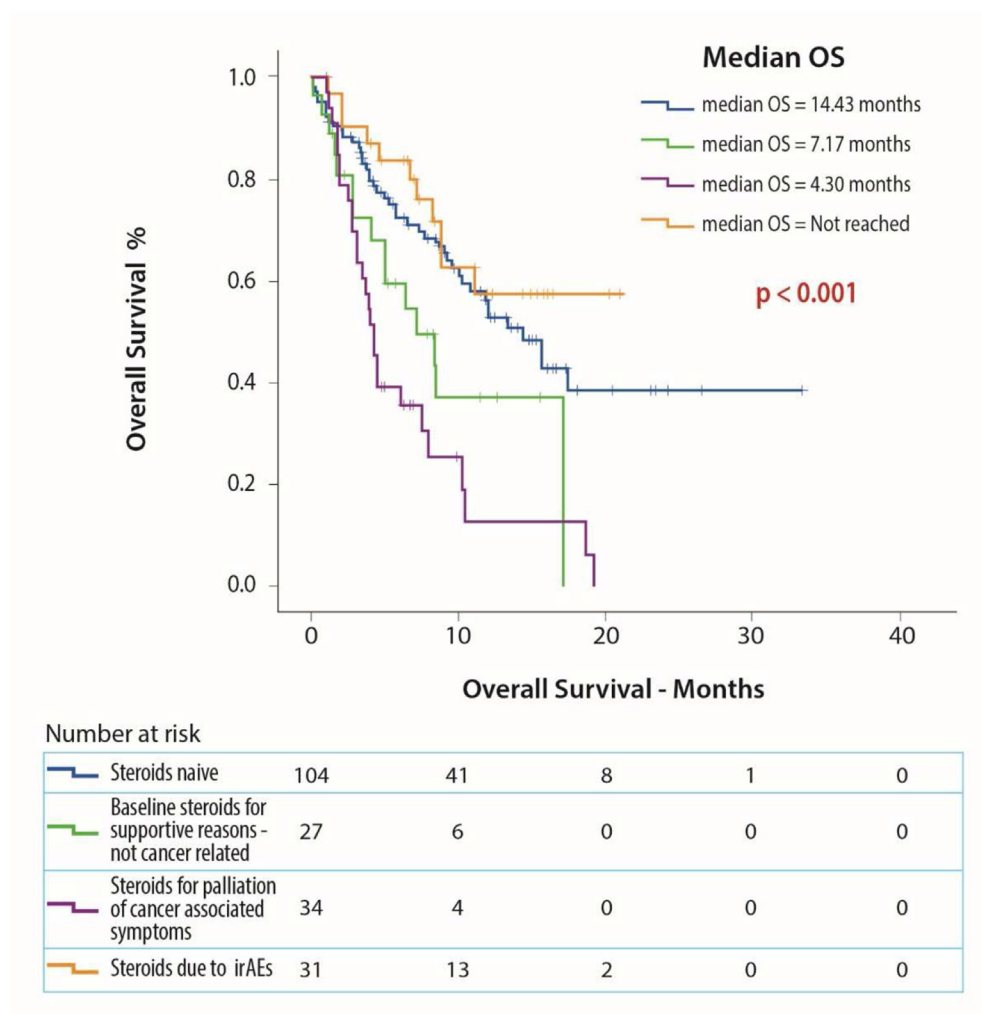 Median OS
median OS = 14.43 months
median OS = 7.17 months
median OS = 4.30 months
median OS = Not reached
p < 0.001
Overall Survival %
1.0
0.8
0.6
0.4
0.2
0.0
0 10 20 30 40
Overall Survival - Months
Number at risk
Steroids naive 104 41 8 1 0
Baseline steroids for
supportive reasons - 27 6 0 0 0
not cancer related
Steroids for palliation
of cancer associated 34 4 0 0 0
symptoms
Steroids due to irAEs 31 13 2 0 0